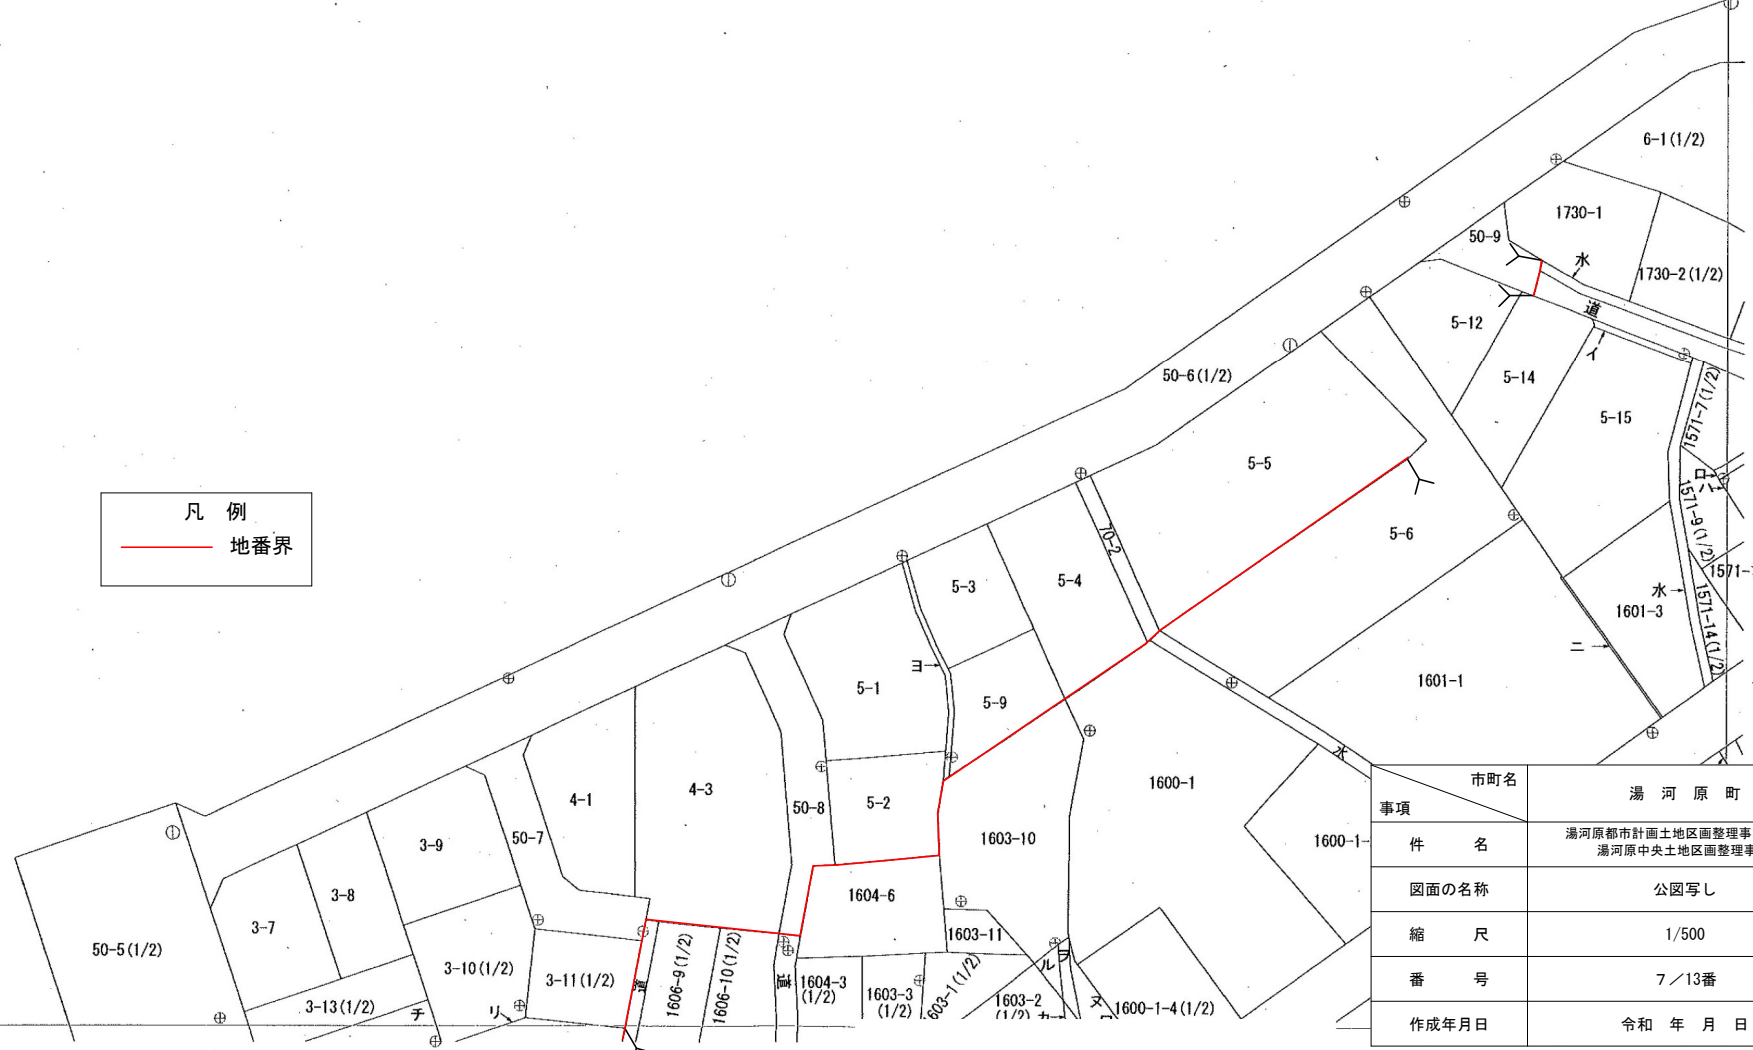 6-1(1/2)
1730-1
50-9
水
1730-2(1/2)
道
5-12
イ
50-6(1/2)
5-14
1571-7(1/2)
5-15
5-5
ロ
ハ
1571-9(1/2)
凡 例
地番界
70-2
5-6
5-3
5-4
1571-
水
1601-3
1571-14(1/2)
ニ
ヨ
5-1
5-9
1601-1
水
4-3
4-1
50-8
5-2
1600-1
50-7
3-9
1603-10
1600-1-
3-8
1604-6
3-7
1603-11
50-5(1/2)
3-10(1/2)
3-11(1/2)
1606-9(1/2)
1606-10(1/2)
道
1604-3
(1/2)
1603-3
(1/2)
1603-1(1/2)
ル
ヲ
1603-2
(1/2)
ヌ
1600-1-4(1/2)
3-13(1/2)
チ
リ
市町名
事項
湯 河 原 町
件 名
湯河原都市計画土地区画整理事
湯河原中央土地区画整理事
図面の名称
公図写し
縮 尺
1/500
番 号
7/13番
作成年月日
令和 年 月 日